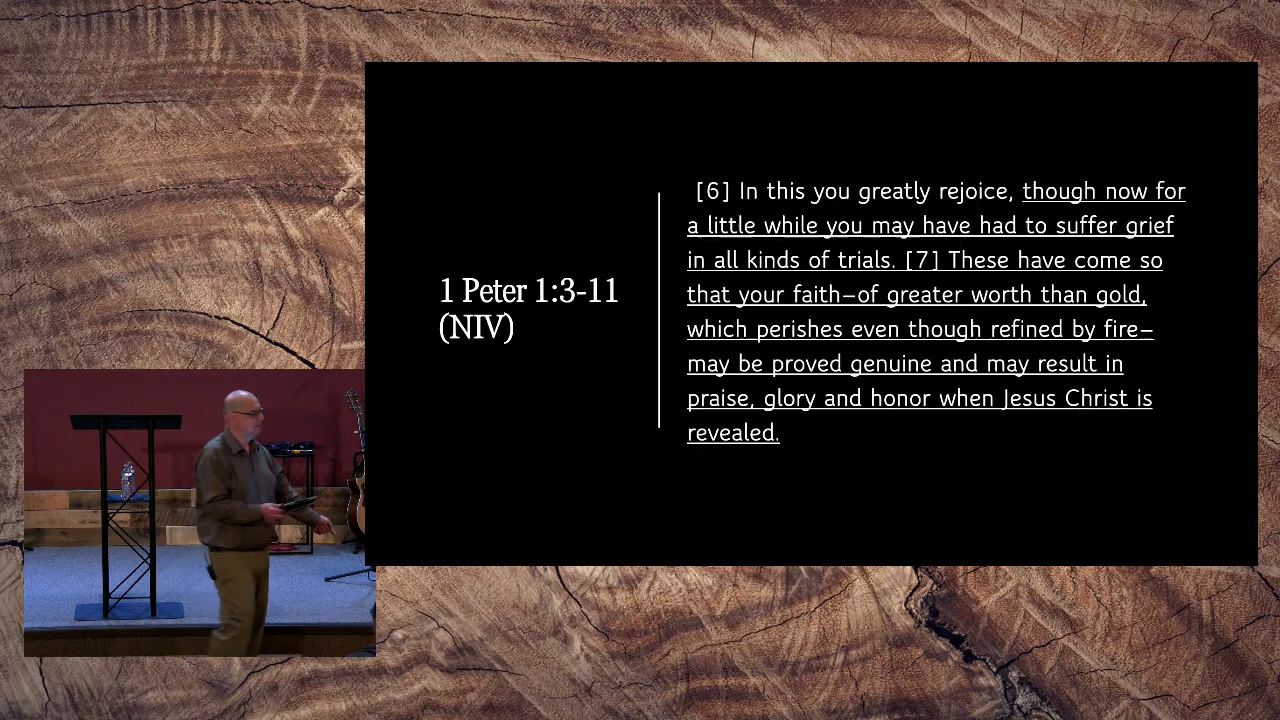 1 Peter 1:3-11
(NIV)
[6] In this you greatly rejoice, though now for
a little while you may have had to suffer grief
in all kinds of trials. [7] These have come so
that your faith—of greater worth than gold,
which perishes even though refined by fire—
may be proved genuine and may result in
praise, glory and honor when Jesus Christ is
revealed.